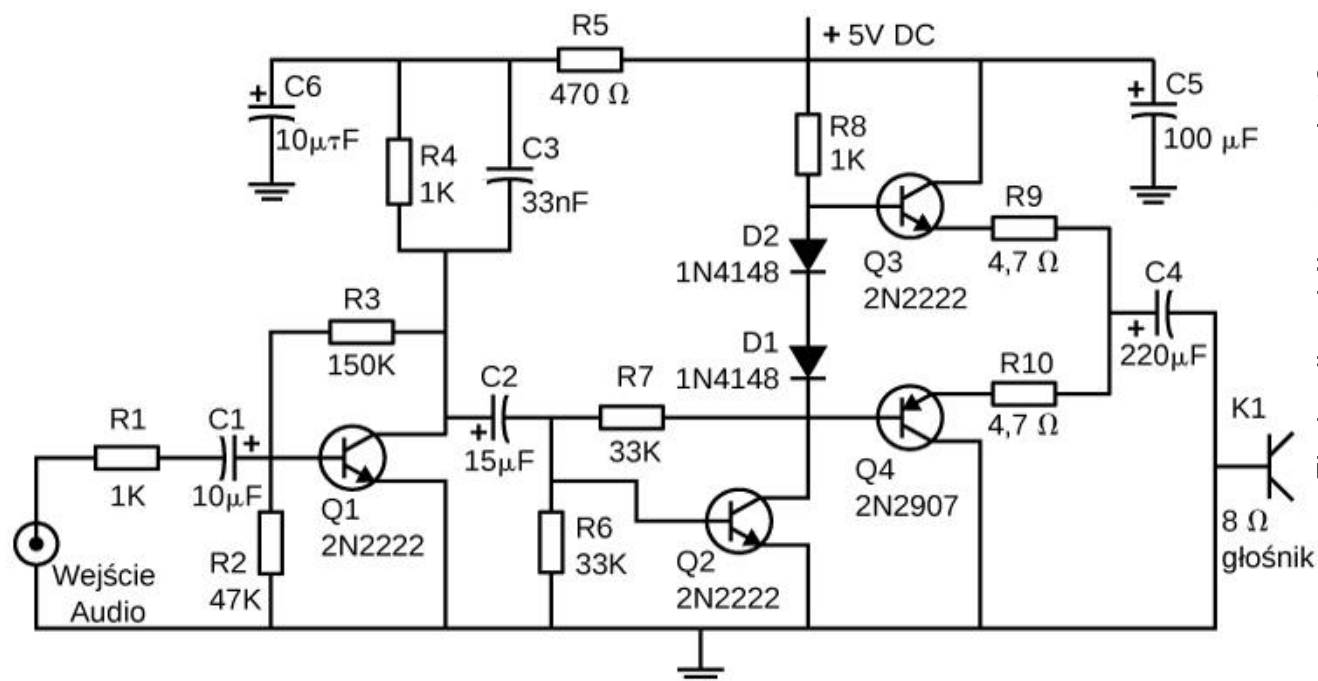 R5
470 Ω
+ 5V DC
+ C6
10μτF
R4
1K
C3
33nF
R8
1K
+ C5
100 μF
R9
4,7 Ω
D2
1N4148
Q3
2N2222
C4
+
220μF
R3
150K
D1
1N4148
R10
4,7 Ω
C2
+
15μF
R7
33K
K1
R1
1K
C1
+
10μF
Q1
2N2222
Q4
2N2907
8 Ω
głośnik
R2
47K
R6
33K
Q2
2N2222
Wejście
Audio